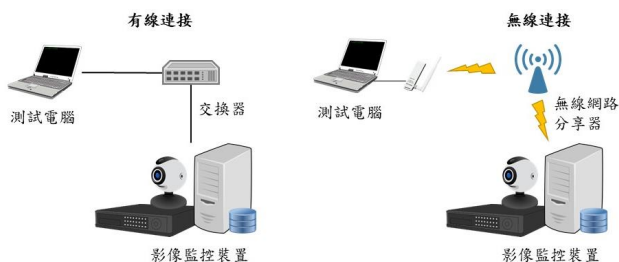 有線連接
測試電腦
交換器
影像監控裝置
無線連接
測試電腦
無線網路
分享器
影像監控裝置